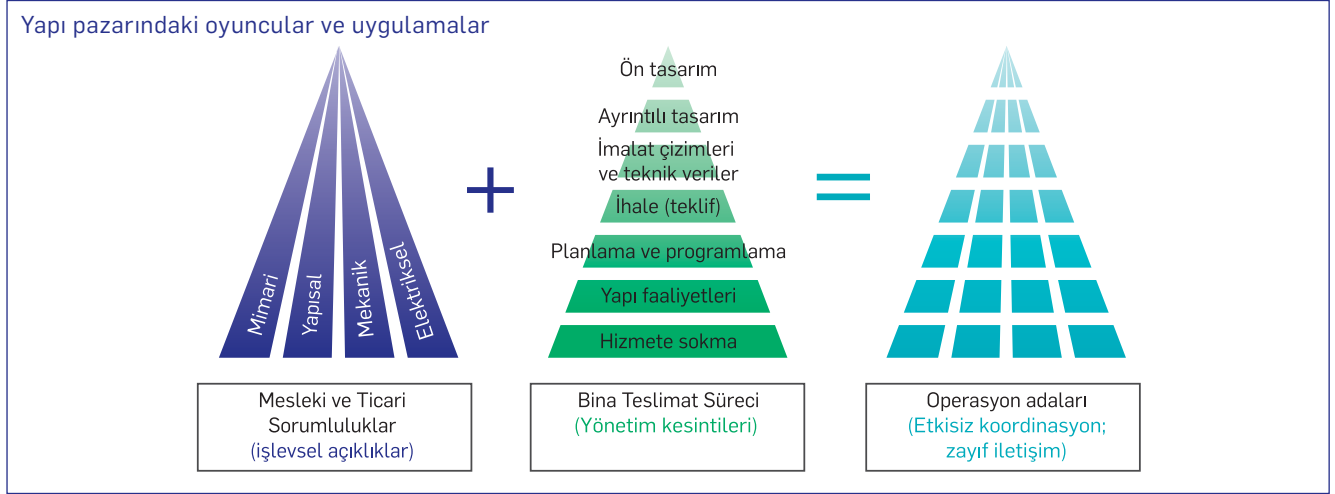 Yapı pazarındaki oyuncular ve uygulamalar
Mimari
Yapısal
Mekanik
Elektriksel
+
Ön tasarım
Ayrıntılı tasarım
İmalat çizimleri
ve teknik veriler
İhale (teklif)
Planlama ve programlama
Yapı faaliyetleri
Hizmete sokma
=
Mesleki ve Ticari
Sorumluluklar
(işlevsel açıklıklar)
Bina Teslimat Süreci
(Yönetim kesintileri)
Operasyon adaları
(Etkisiz koordinasyon;
zayıf iletişim)